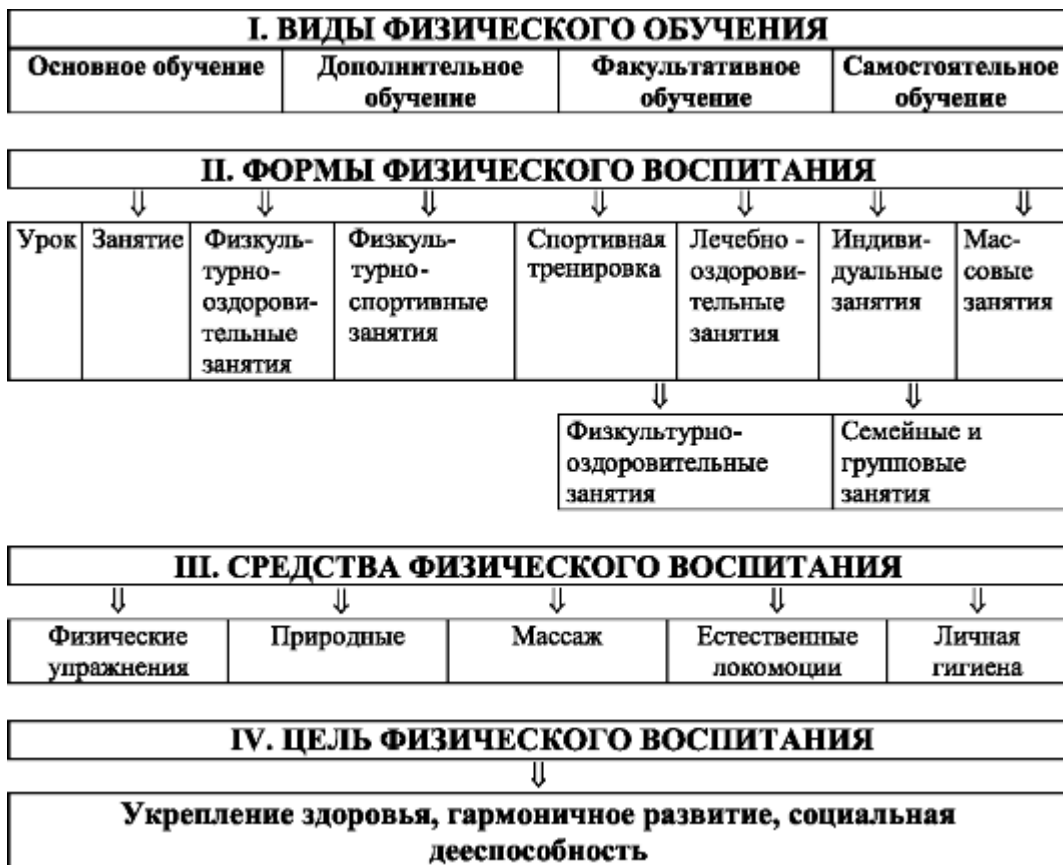 I. ВИДЫ ФИЗИЧЕСКОГО ОБУЧЕНИЯ
Основное обучение
Дополнительное
обучение
Факультативное
обучение
Самостоятельное
обучение
II. ФОРМЫ ФИЗИЧЕСКОГО ВОСПИТАНИЯ
Урок
Занятие
Физкуль-
турно-
оздорови-
тельные
занятия
Физкуль-
турно-
спортивные
занятия
Спортивная
тренировка
Лечебно -
оздорови-
тельные
занятия
Индиви-
дуальные
занятия
Мас-
совые
занятия
Физкультурно-
оздоровительные
занятия
Семейные и
групповые
занятия
III. СРЕДСТВА ФИЗИЧЕСКОГО ВОСПИТАНИЯ
Физические
упражнения
Природные
Массаж
Естественные
локомоции
Личная
гигиена
IV. ЦЕЛЬ ФИЗИЧЕСКОГО ВОСПИТАНИЯ
Укрепление здоровья, гармоничное развитие, социальная
дееспособность